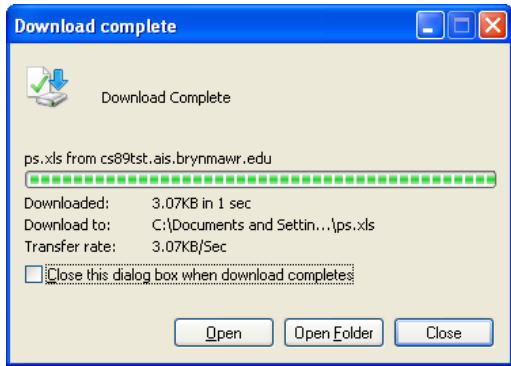 Download complete
Download Complete
ps.xls from cs89tst.ais.brynmawr.edu
Downloaded: 3.07KB in 1 sec
Download to: C:\Documents and Settin...\ps.xls
Transfer rate: 3.07KB/Sec
Close this dialog box when download completes
Open Open Folder Close